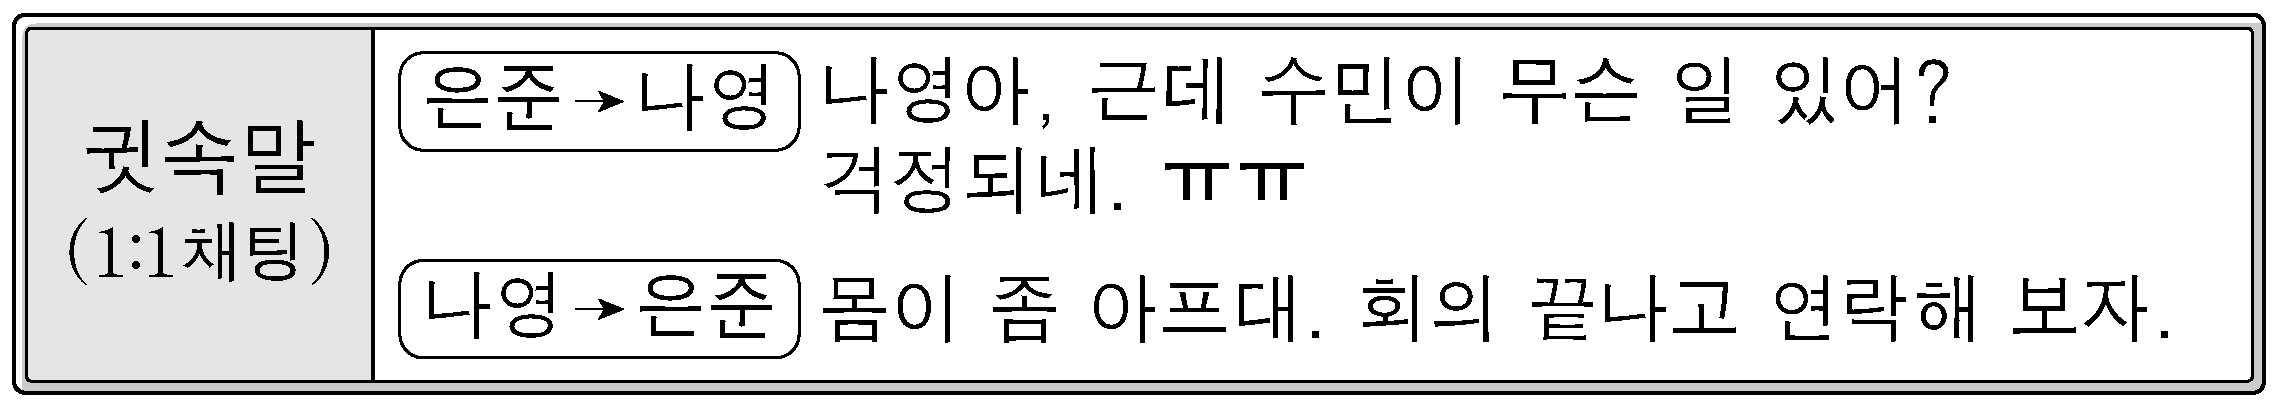 귓속말
(1:1채팅)
은준→나영 나영아, 근데 수민이 무슨 일 있어?
걱정되네. ㅠㅠ
나영→은준 몸이 좀 아프대. 회의 끝나고 연락해 보자.